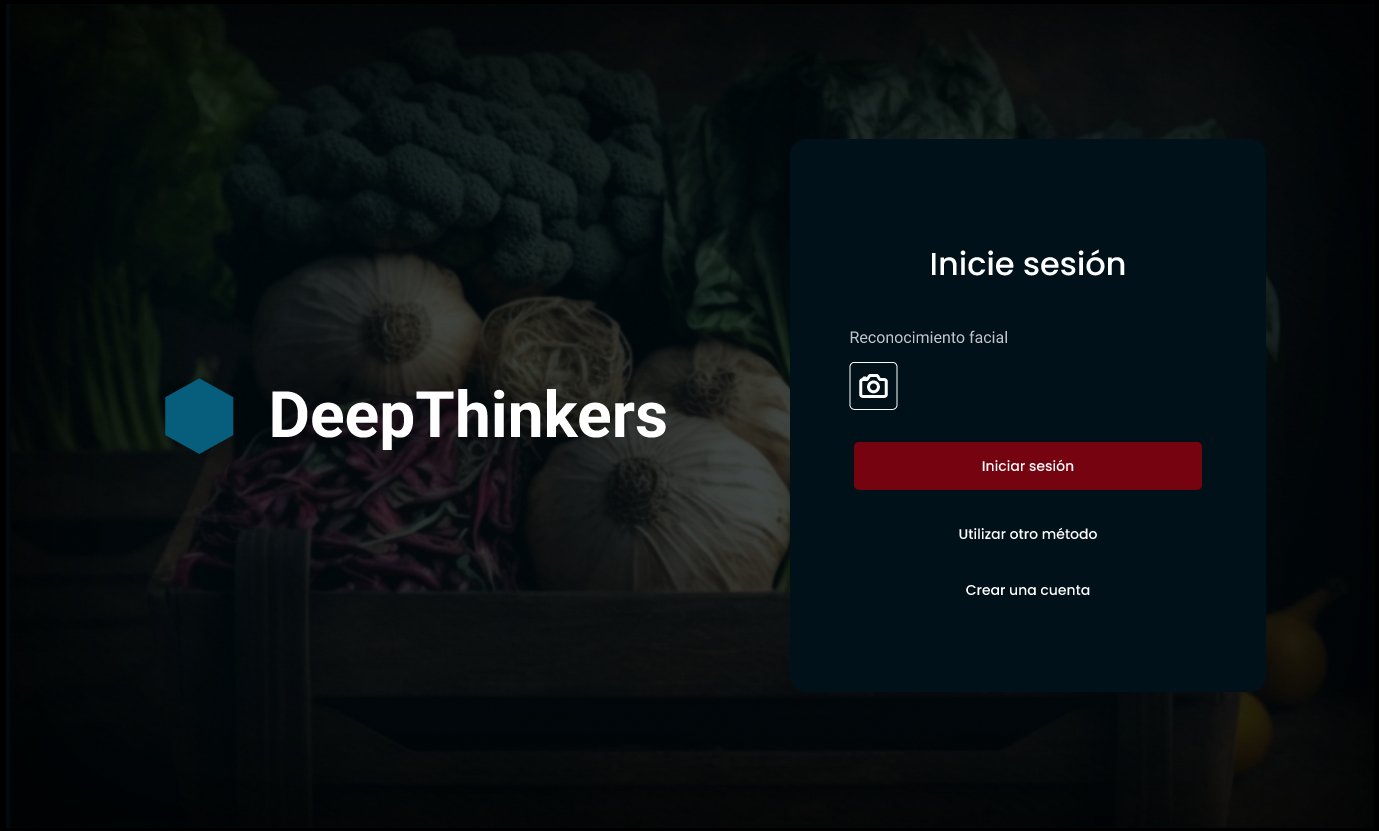 DeepThinkers
Inicie sesión
Reconocimiento facial
Iniciar sesión
Utilizar otro método
Crear una cuenta